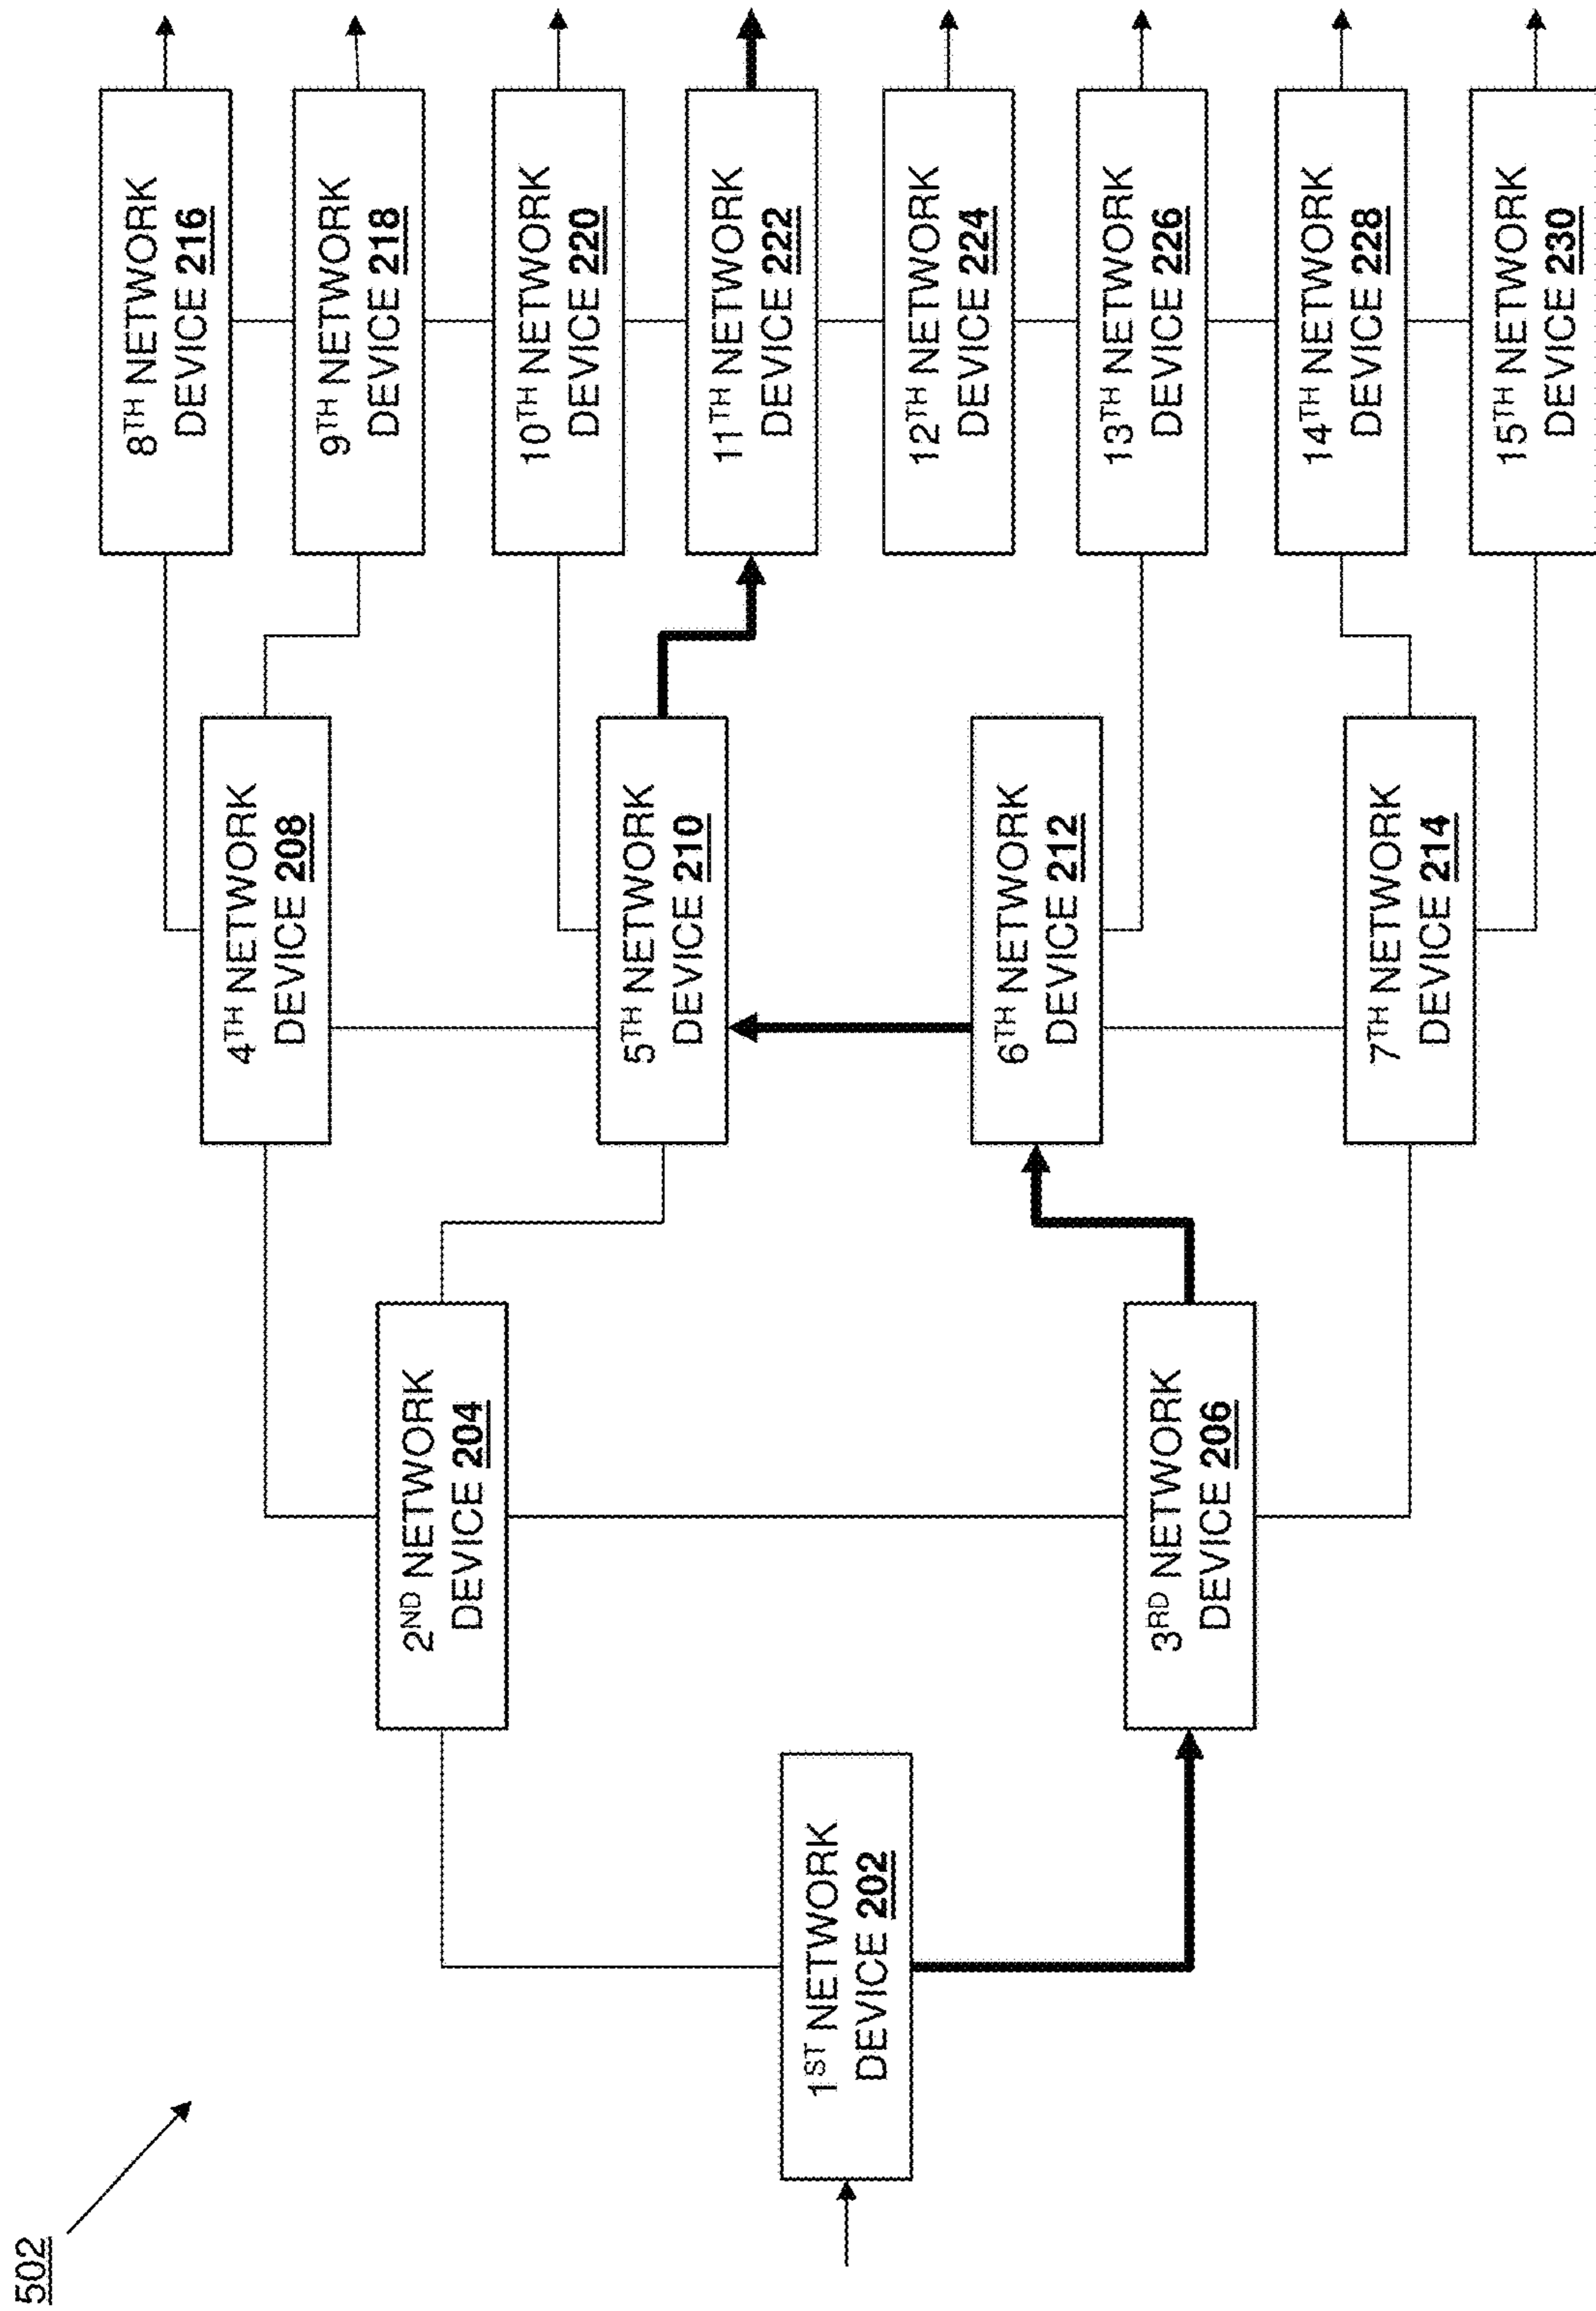 502
1ST NETWORK
DEVICE 202
2ND NETWORK
DEVICE 204
3RD NETWORK
DEVICE 206
4TH NETWORK
DEVICE 208
5TH NETWORK
DEVICE 210
6TH NETWORK
DEVICE 212
7TH NETWORK
DEVICE 214
8TH NETWORK
DEVICE 216
9TH NETWORK
DEVICE 218
10TH NETWORK
DEVICE 220
11TH NETWORK
DEVICE 222
12TH NETWORK
DEVICE 224
13TH NETWORK
DEVICE 226
14TH NETWORK
DEVICE 228
15TH NETWORK
DEVICE 230